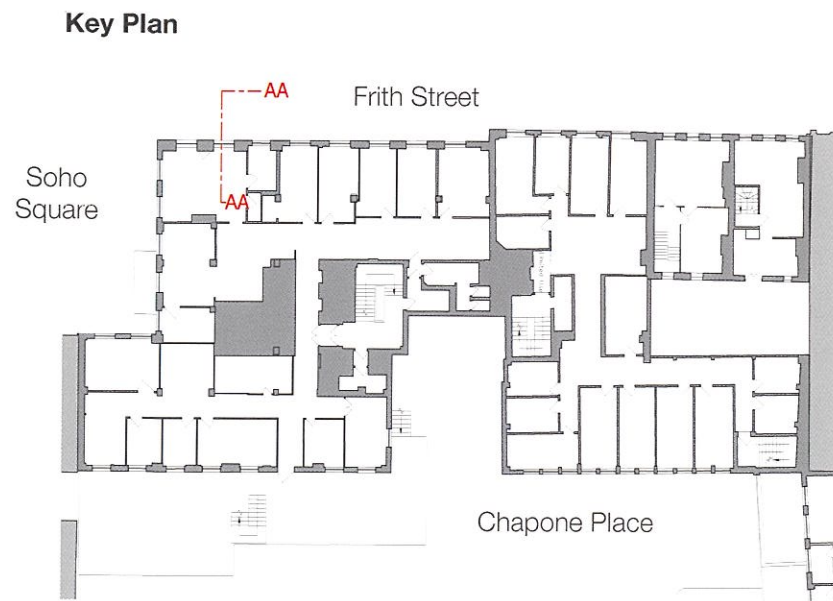 Key Plan
AA
Frith Street
Soho
Square
AA
Chapone Place